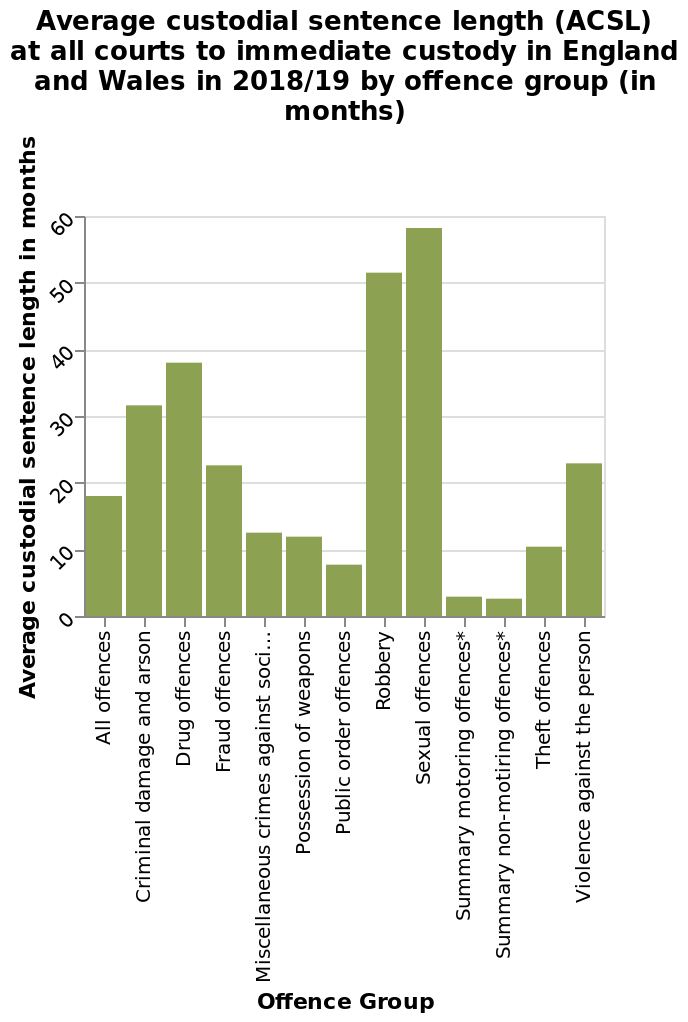 Average custodial sentence length (ACSL)
at all courts to immediate custody in England
and Wales in 2018/19 by offence group (in
months)
Average custodial sentence length in months
60
50
40
30
20
10
0
All offences
Criminal damage and arson
Drug offences
Fraud offences
Miscellaneous crimes against soci...
Possession of weapons
Public order offences
Robbery
Sexual offences
Summary motoring offences*
Summary non-motiring offences*
Theft offences
Violence against the person
Offence Group